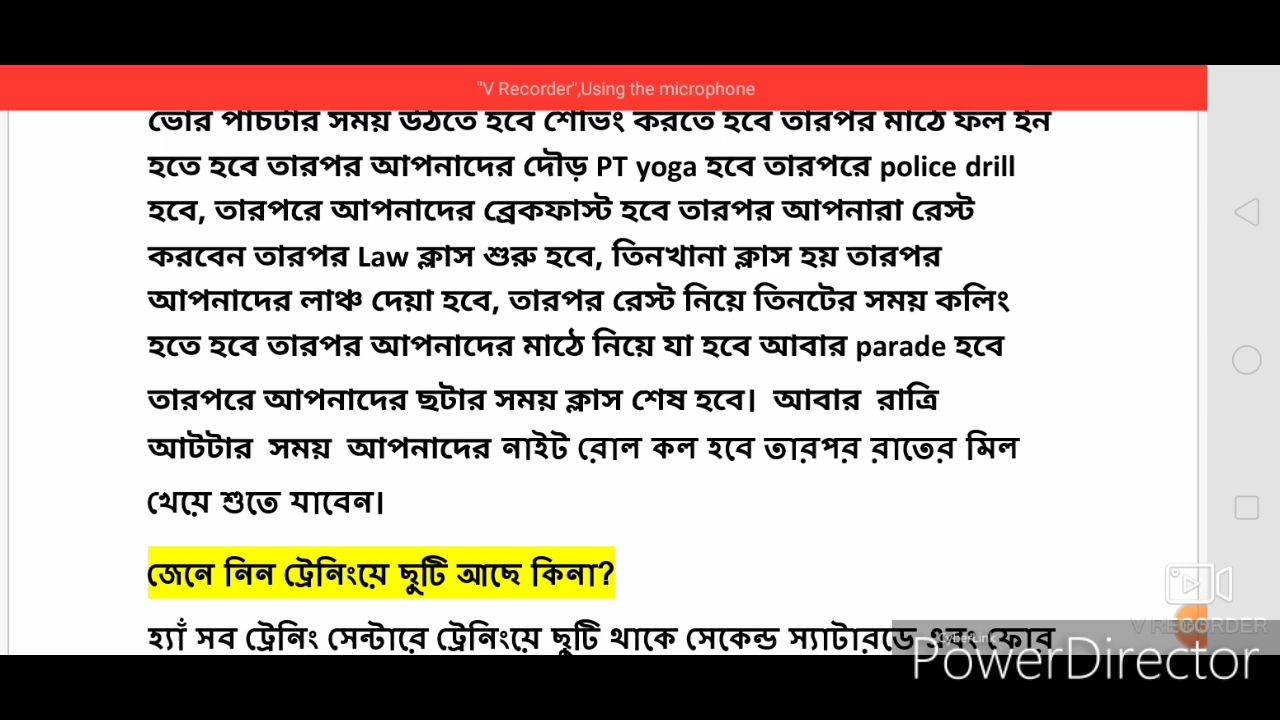 "V Recorder",Using the microphone
ভোর পাঁচটার সময় উঠতে হবে শেভিং করতে হবে তারপর মাঠে ফল ইন
হতে হবে তারপর আপনাদের দৌড় PT yoga হবে তারপরে police drill
হবে, তারপরে আপনাদের ব্রেকফাস্ট হবে তারপর আপনারা রেস্ট
করবেন তারপর Law ক্লাস শুরু হবে, তিনখানা ক্লাস হয় তারপর
আপনাদের লাঞ্চ দেয়া হবে, তারপর রেস্ট নিয়ে তিনটের সময় কলিং
হতে হবে তারপর আপনাদের মাঠে নিয়ে যা হবে আবার parade হবে
তারপরে আপনাদের ছটার সময় ক্লাস শেষ হবে। আবার রাত্রি
আটটার সময় আপনাদের নাইট রোল কল হবে তারপর রাতের মিল
খেয়ে শুতে যাবেন।
জেনে নিন ট্রেনিংয়ে ছুটি আছে কিনা?
হ্যাঁ সব ট্রেনিং সেন্টারে ট্রেনিংয়ে ছুটি থাকে সেকেন্ড স্যাটারডে এবং ফোর
V RECORDER
CyberLink
PowerDirector